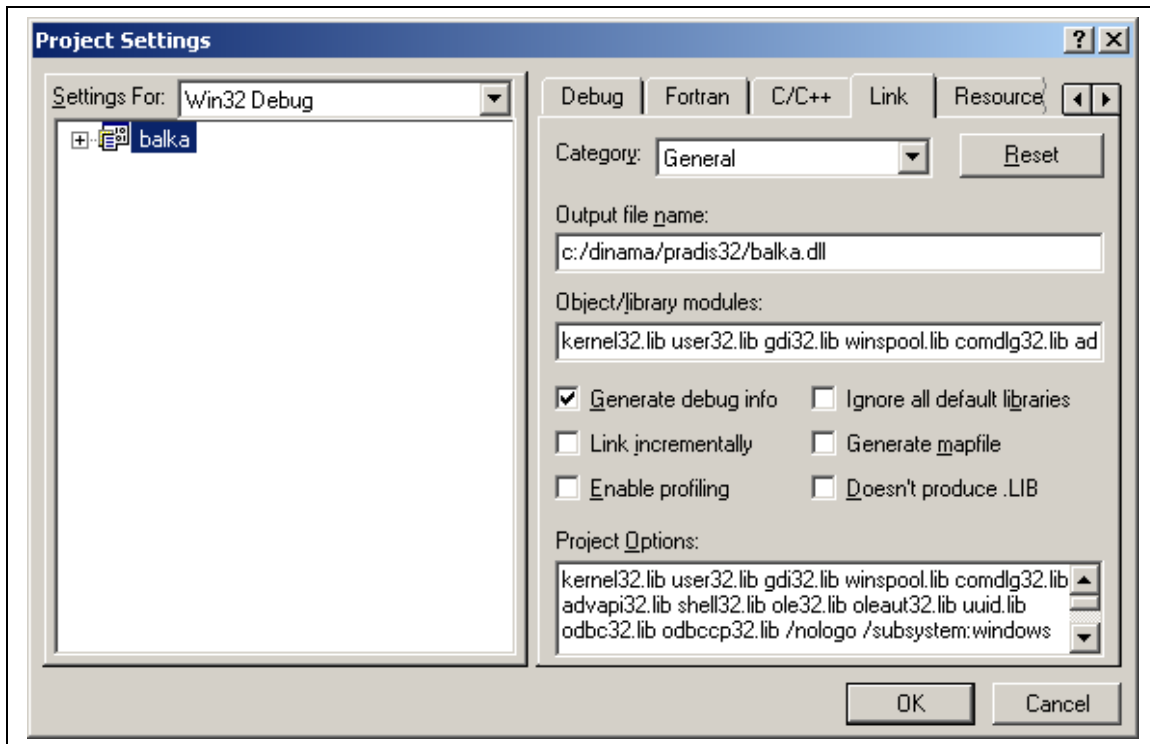 Project Settings
Settings For: Win32 Debug
balka
Debug Fortran C/C++ Link Resource
Category: General Reset
Output file name:
c:/dinama/pradis32/balka.dll
Object/library modules:
kernel32.lib user32.lib gdi32.lib winspool.lib comdlg32.lib ad
Generate debug info Ignore all default libraries
Link incrementally Generate mapfile
Enable profiling Doesn't produce .LIB
Project Options:
kernel32.lib user32.lib gdi32.lib winspool.lib comdlg32.lib
advapi32.lib shell32.lib ole32.lib oleaut32.lib uuid.lib
odbc32.lib odbccp32.lib /nologo /subsystem:windows
OK Cancel